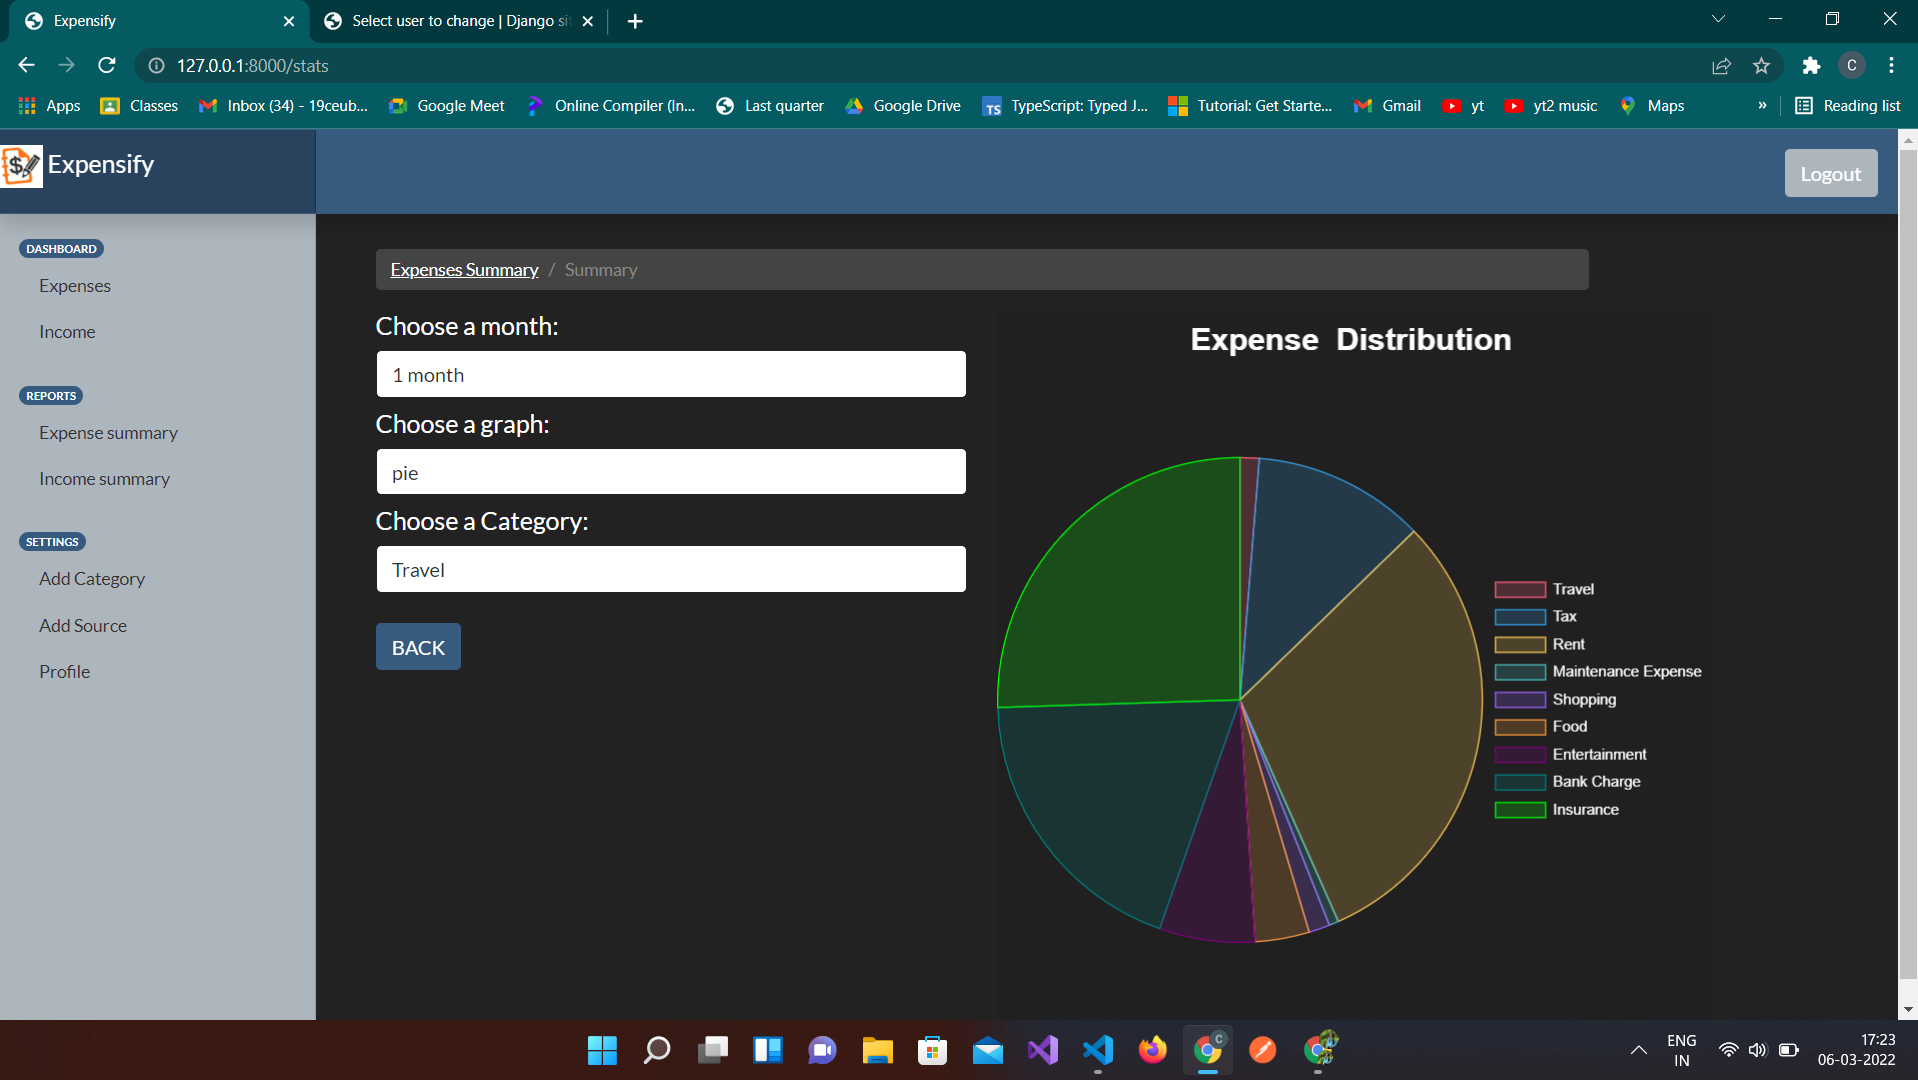 Expensify
Select user to change | Django sit
127.0.0.1:8000/stats
C
Apps
Classes
Inbox (34) - 19ceub...
Google Meet
Online Compiler (In...
Last quarter
Google Drive
TypeScript: Typed J...
Tutorial: Get Starte...
Gmail
yt
yt2 music
Maps
»
Reading list
Expensify
Logout
DASHBOARD
Expenses
Income
REPORTS
Expense summary
Income summary
SETTINGS
Add Category
Add Source
Profile
Expenses Summary / Summary
Choose a month:
1 month
Choose a graph:
pie
Choose a Category:
Travel
BACK
Expense Distribution
Travel
Tax
Rent
Maintenance Expense
Shopping
Food
Entertainment
Bank Charge
Insurance
C
ENG
IN
17:23
06-03-2022